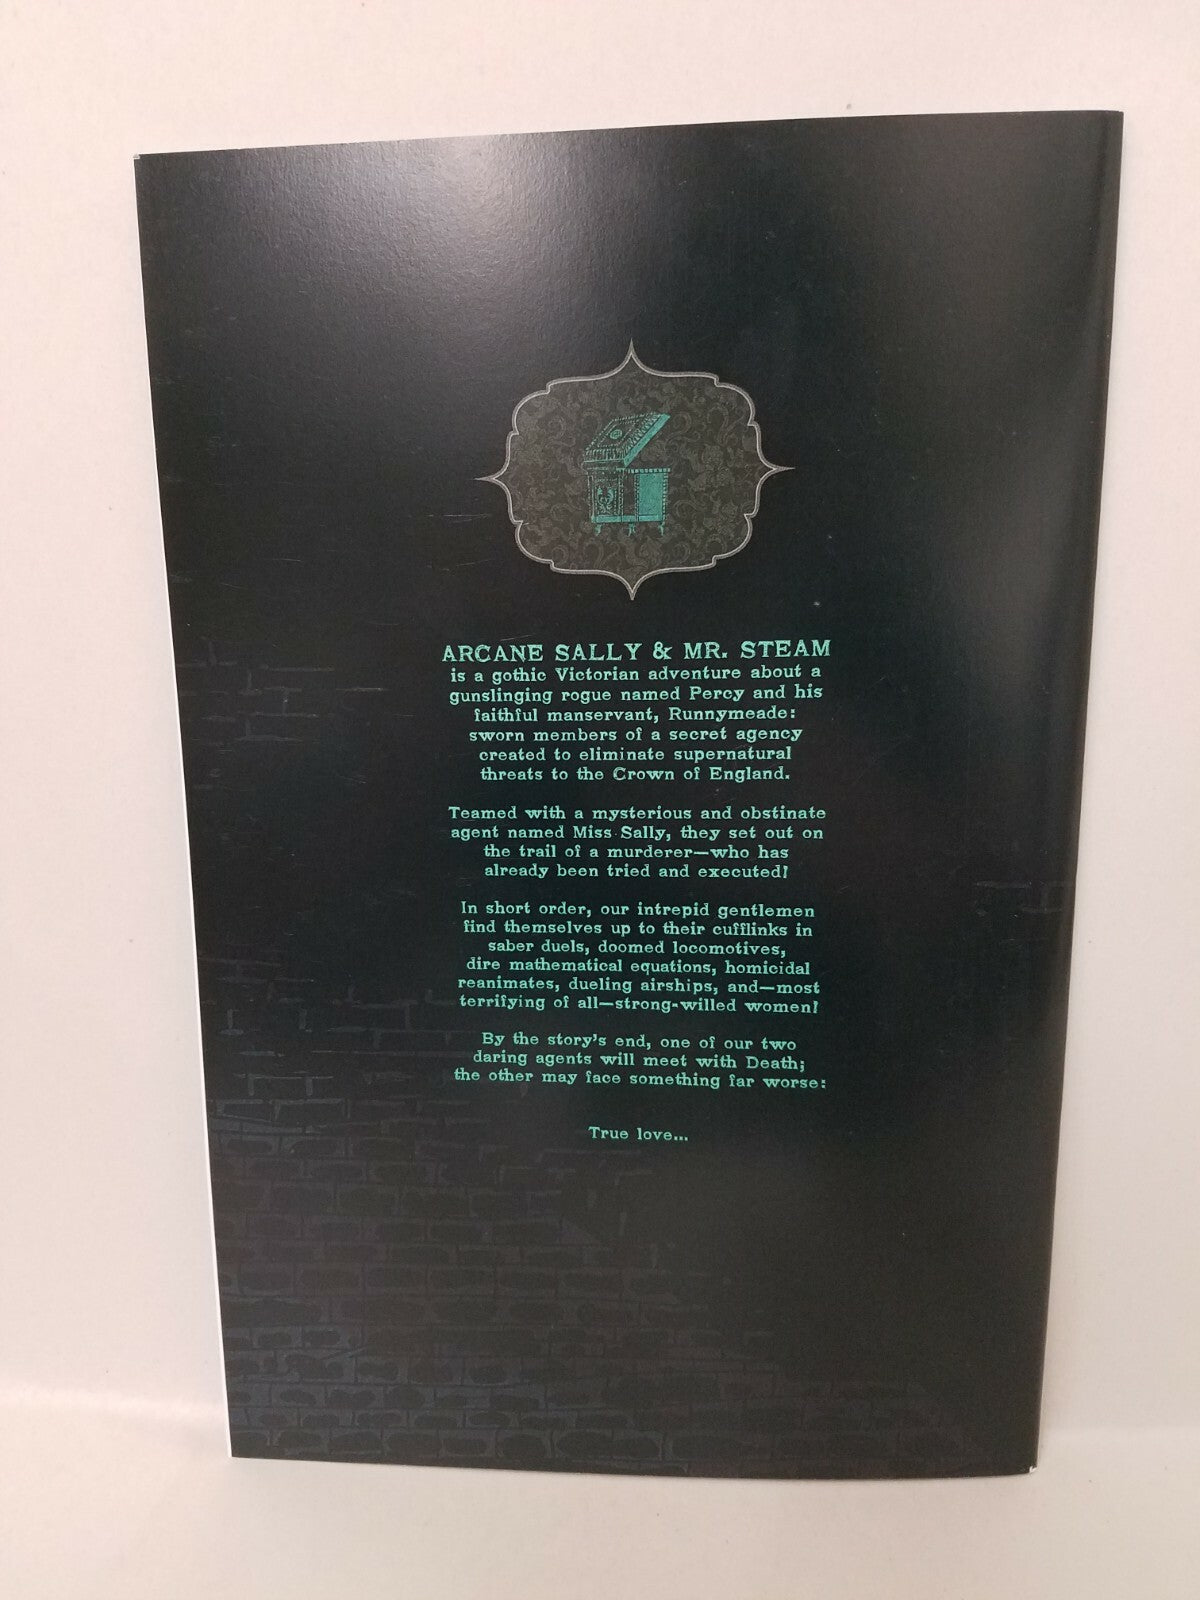 ARCANE SALLY & MR. STEAM
is a gothic Victorian adventure about a
gunslinging rogue named Percy and his
faithful manservant, Runnymeade:
sworn members of a secret agency
created to eliminate supernatural
threats to the Crown of England.
Teamed with a mysterious and obstinate
agent named Miss Sally, they set out on
the trail of a murderer—who has
already been tried and executed!
In short order, our intrepid gentlemen
find themselves up to their cufflinks in
saber duels, doomed locomotives,
dire mathematical equations, homicidal
reanimates, dueling airships, and—most
terrifying of all—strong-willed women!
By the story's end, one of our two
daring agents will meet with Death;
the other may face something far worse:
True love...